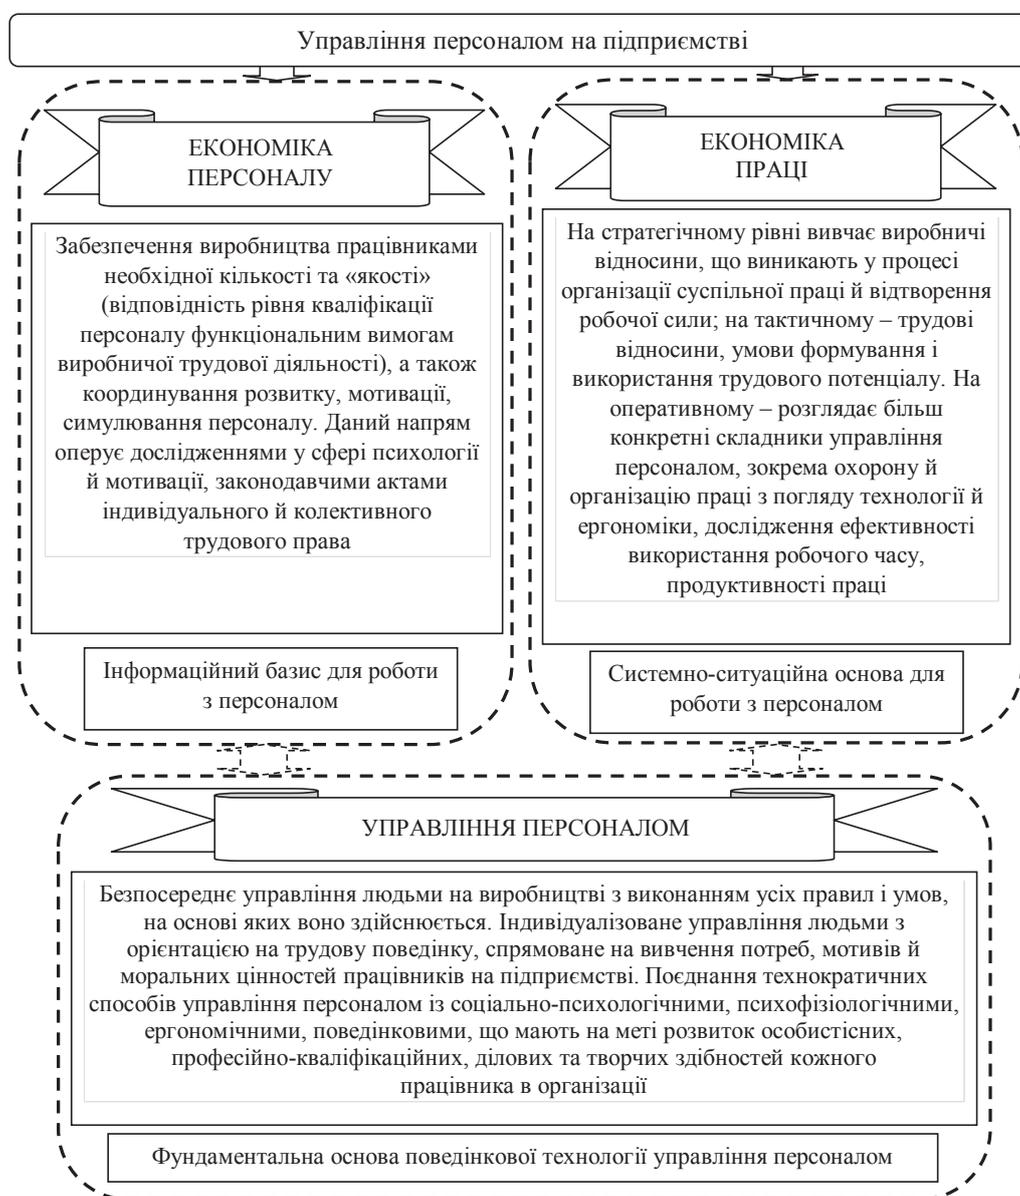 Управління персоналом на підприємстві
ЕКОНОМІКА
ПЕРСОНАЛУ
Забезпечення виробництва працівниками
необхідної кількості та «якості»
(відповідність рівня кваліфікації
персоналу функціональним вимогам
виробничої трудової діяльності), а також
координування розвитку, мотивації,
симулювання персоналу. Даний напрям
оперує дослідженнями у сфері психології
й мотивації, законодавчими актами
індивідуального й колективного
трудового права
Інформаційний базис для роботи
з персоналом
ЕКОНОМІКА
ПРАЦІ
На стратегічному рівні вивчає виробничі
відносини, що виникають у процесі
організації суспільної праці й відтворення
робочої сили; на тактичному – трудові
відносини, умови формування і
використання трудового потенціалу. На
оперативному – розглядає більш
конкретні складники управління
персоналом, зокрема охорону й
організацію праці з погляду технології й
ергономіки, дослідження ефективності
використання робочого часу,
продуктивності праці
Системно-ситуаційна основа для
роботи з персоналом
УПРАВЛІННЯ ПЕРСОНАЛОМ
Безпосереднє управління людьми на виробництві з виконанням усіх правил і умов,
на основі яких воно здійснюється. Індивідуалізоване управління людьми з
орієнтацією на трудову поведінку, спрямоване на вивчення потреб, мотивів й
моральних цінностей працівників на підприємстві. Поєднання технократичних
способів управління персоналом із соціально-психологічними, психофізіологічними,
ергономічними, поведінковими, що мають на меті розвиток особистісних,
професійно-кваліфікаційних, ділових та творчих здібностей кожного
працівника в організації
Фундаментальна основа поведінкової технології управління персоналом